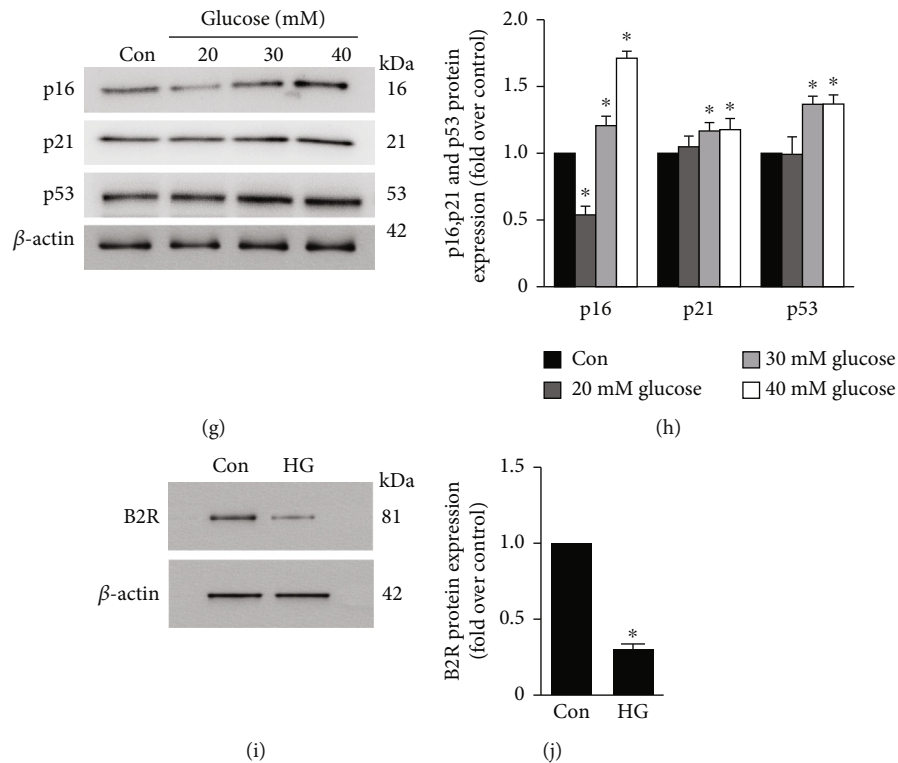 Glucose (mM)
Con 20 30 40 kDa
p16 16
p21 21
p53 53
β-actin 42
(g)
p16,p21 and p53 protein
expression (fold over control)
2.0
1.5
1.0
0.5
0
* * * * * * *
p16 p21 p53
Con 30 mM glucose
20 mM glucose 40 mM glucose
(h)
Con HG kDa
B2R 81
β-actin 42
(i)
B2R protein expression
(fold over control)
1.5
1.0
0.5
0
*
Con HG
(j)